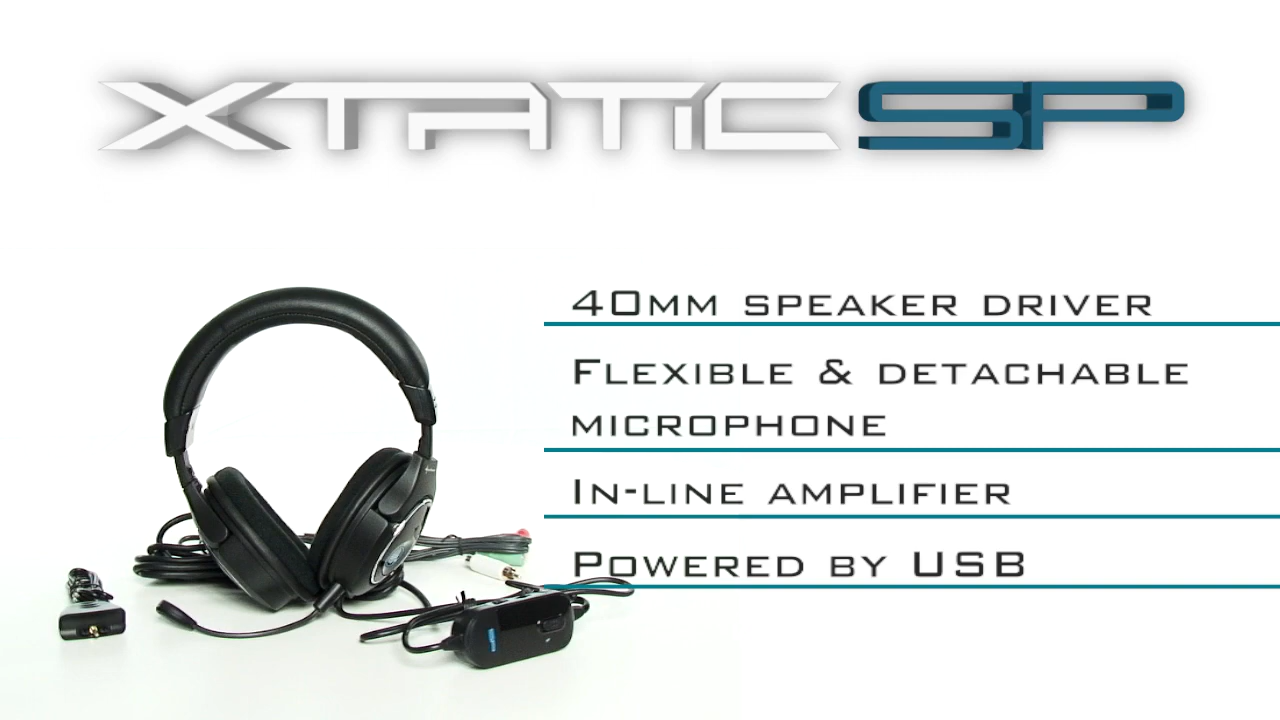 XTATIC SP
40mm speaker driver
Flexible & detachable
microphone
In-line amplifier
Powered by USB